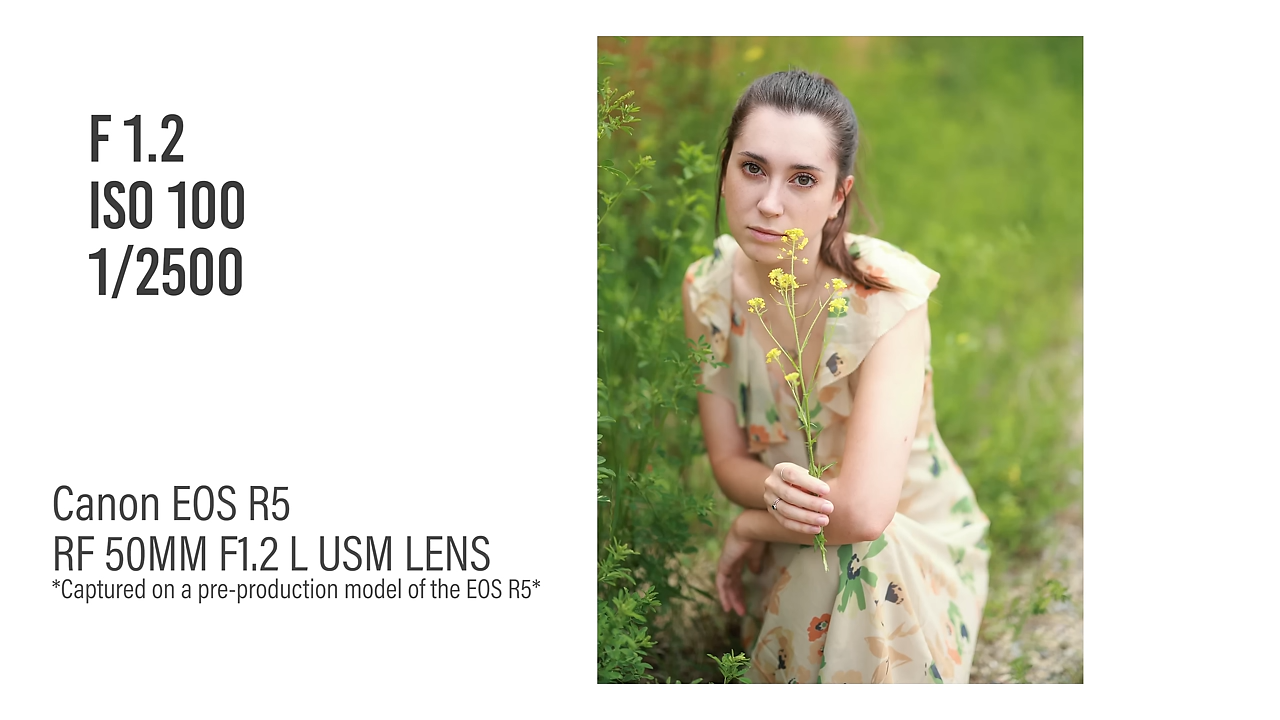 F 1.2
ISO 100
1/2500
Canon EOS R5
RF 50MM F1.2 L USM LENS
*Captured on a pre-production model of the EOS R5*